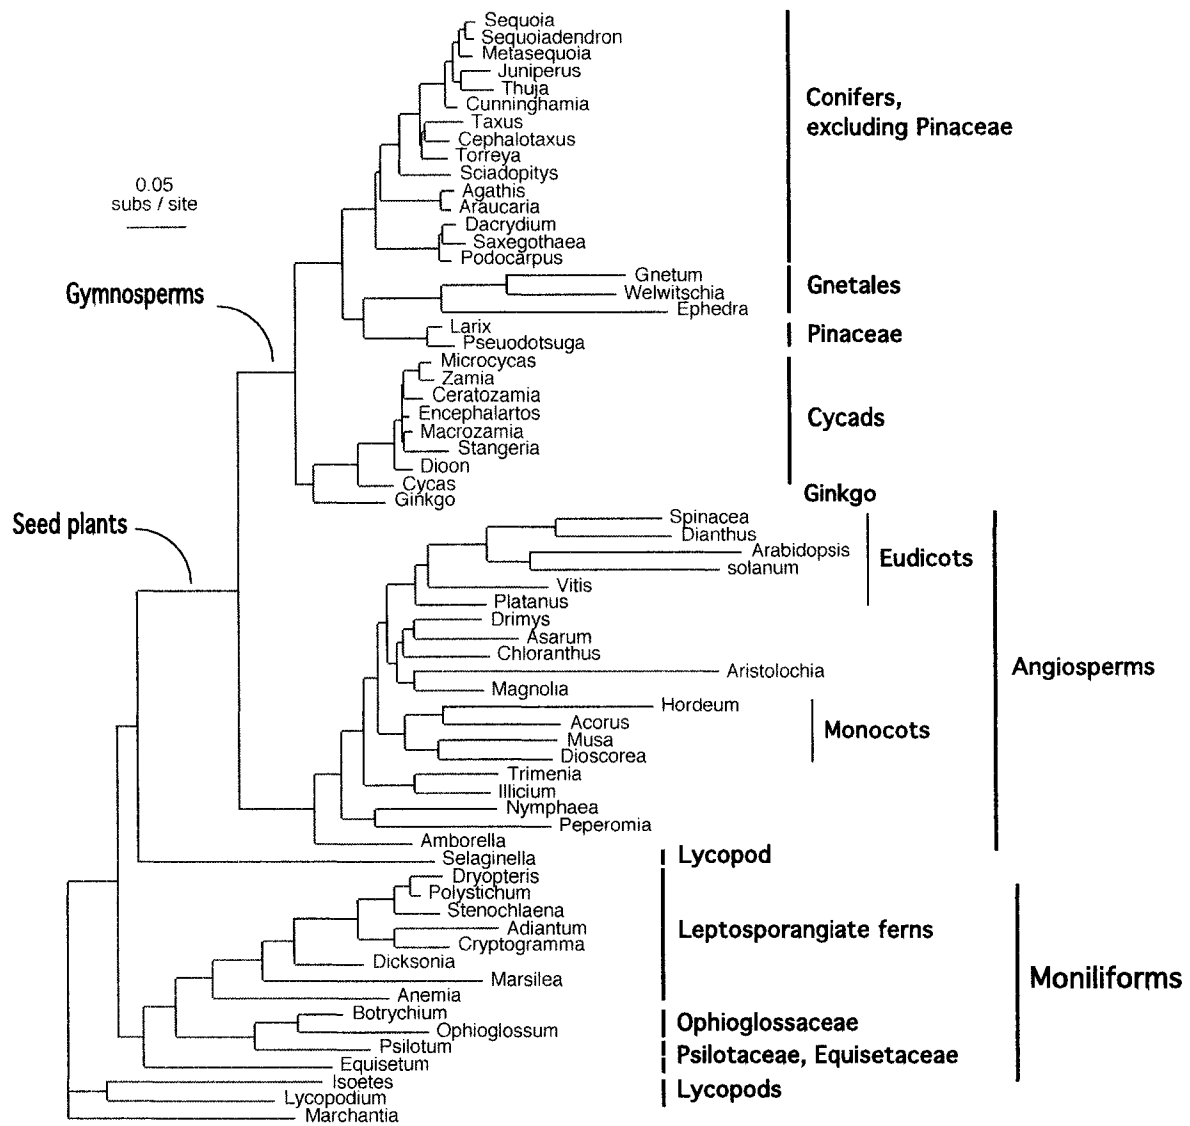 Sequoia
Sequoiadendron
Metasequoia
Juniperus
Thuja
Cunninghamia
Taxus
Cephalotaxus
Torreya
Sciadopitys
Agathis
Araucaria
Dacrydium
Saxegothaea
Podocarpus
Conifers,
excluding Pinaceae
0.05
subs / site
Gymnosperms
Gnetum
Welwitschia
Ephedra
Gnetales
Larix
Pseudotsuga
Pinaceae
Microcycas
Zamia
Ceratozamia
Encephalartos
Macrozamia
Stangeria
Dioon
Cycas
Cycads
Ginkgo
Ginkgo
Seed plants
Spinacea
Dianthus
Arabidopsis
solanum
Vitis
Platanus
Eudicots
Drimys
Asarum
Chloranthus
Aristolochia
Magnolia
Angiosperms
Hordeum
Acorus
Musa
Dioscorea
Monocots
Trimenia
Illicium
Nymphaea
Peperomia
Amborella
Selaginella
Lycopod
Dryopteris
Polystichum
Stenochlaena
Adiantum
Cryptogramma
Dicksonia
Marsilea
Anemia
Leptosporangiate ferns
Moniliforms
Botrychium
Ophioglossum
Ophioglossaceae
Psilotum
Equisetum
Psilotaceae, Equisetaceae
Isoetes
Lycopodium
Lycopods
Marchantia